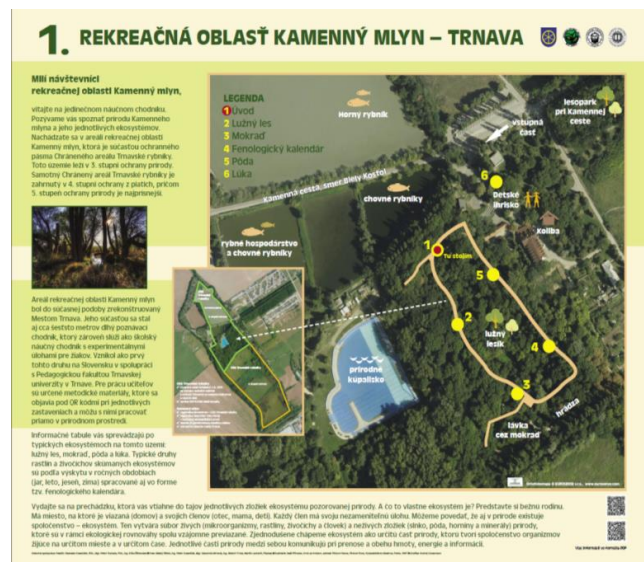 1. REKREAČNÁ OBLASŤ KAMENNÝ MLYN – TRNAVA
Milí návštevníci
rekreačnej oblasti Kamenný mlyn,
vitajte na jedinečnom náučnom chodníku.
Pozývame Vás spoznať prírodu Kamenného
mlyna a jeho jednotlivých ekosystémov.
Nachádzate sa v areáli rekreačnej oblasti
Kamenný mlyn, ktorá je súčasťou ochranného
pásma Chráneného areálu Trnavské rybníky.
Toto územie leží v 3. stupni ochrany prírody.
Samotný Chránený areál Trnavské rybníky je
zahrnutý v 4. stupni ochrany z piatich, pričom
5. stupeň ochrany prírody je najprísnejší.
Areál rekreačnej oblasti Kamenný mlyn
bol do súčasnej podoby zrekonštruovaný
Mestom Trnava. Jeho súčasťou sa stal
aj cca šesťsto metrov dlhý poznávací
chodník, ktorý zároveň slúži ako školský
náučný chodník s experimentálnymi
úlohami pre žiakov. Vznikol ako prvý
tohto druhu na Slovensku v spolupráci
s Pedagogickou fakultou Trnavskej
univerzity v Trnave. Pre prácu učiteľov
sú určené metodické materiály, ktoré sa
objavia pod QR kódmi pri jednotlivých
zastaveniach a môžu s nimi pracovať
priamo v prírodnom prostredí.
Informačné tabule Vás sprevádzajú po
typických ekosystémoch na tomto území:
lužný les, mokraď, pôda a lúka. Typické druhy
rastlín a živočíchov skúmaných ekosystémov
sú podľa výskytu v ročných obdobiach
(jar, leto, jeseň, zima) spracované aj vo forme
tzv. fenologického kalendára.
LEGENDA
1 Úvod
2 Lužný les
3 Mokraď
4 Fenologický kalendár
5 Pôda
6 Lúka
Horný rybník
lesopark
pri Kamennej
ceste
vstupná
časť
Kamenná cesta, smer Biely Kostol
chovné rybníky
6
Detské
ihrisko
rybné hospodárstvo
a chovné rybníky
Koliba
1
Tu stojím
5
2
lužný
lesík
4
prírodné
kúpalisko
3
hrádza
lávka
cez mokraď
Vydajte sa na prechádzku, ktorá vás vtiahne do tajov jednotlivých zložiek ekosystému pozorovanej prírody. A čo to vlastne ekosystém je? Predstavte si bežnú rodinu.
Má miesto, na ktoré je viazaná (domov) a svojich členov (otec, mama, deti). Každý člen má svoju nezameniteľnú úlohu. Môžeme povedať, že aj v prírode existuje
spoločenstvo – ekosystém. Ten vytvára súbor živých (mikroorganizmy, rastliny, živočíchy a človek) a neživých zložiek (slnko, pôda, horniny a minerály) prírody,
ktoré sú v rámci ekologickej rovnováhy spolu vzájomne previazané. Zjednodušene chápeme ekosystém ako určitú časť prírody, ktorú tvorí spoločenstvo organizmov
žijúce na určitom mieste a v určitom čase. Jednotlivé časti prírody medzi sebou komunikujú pri prenose a obehu hmoty, energie a informácií.